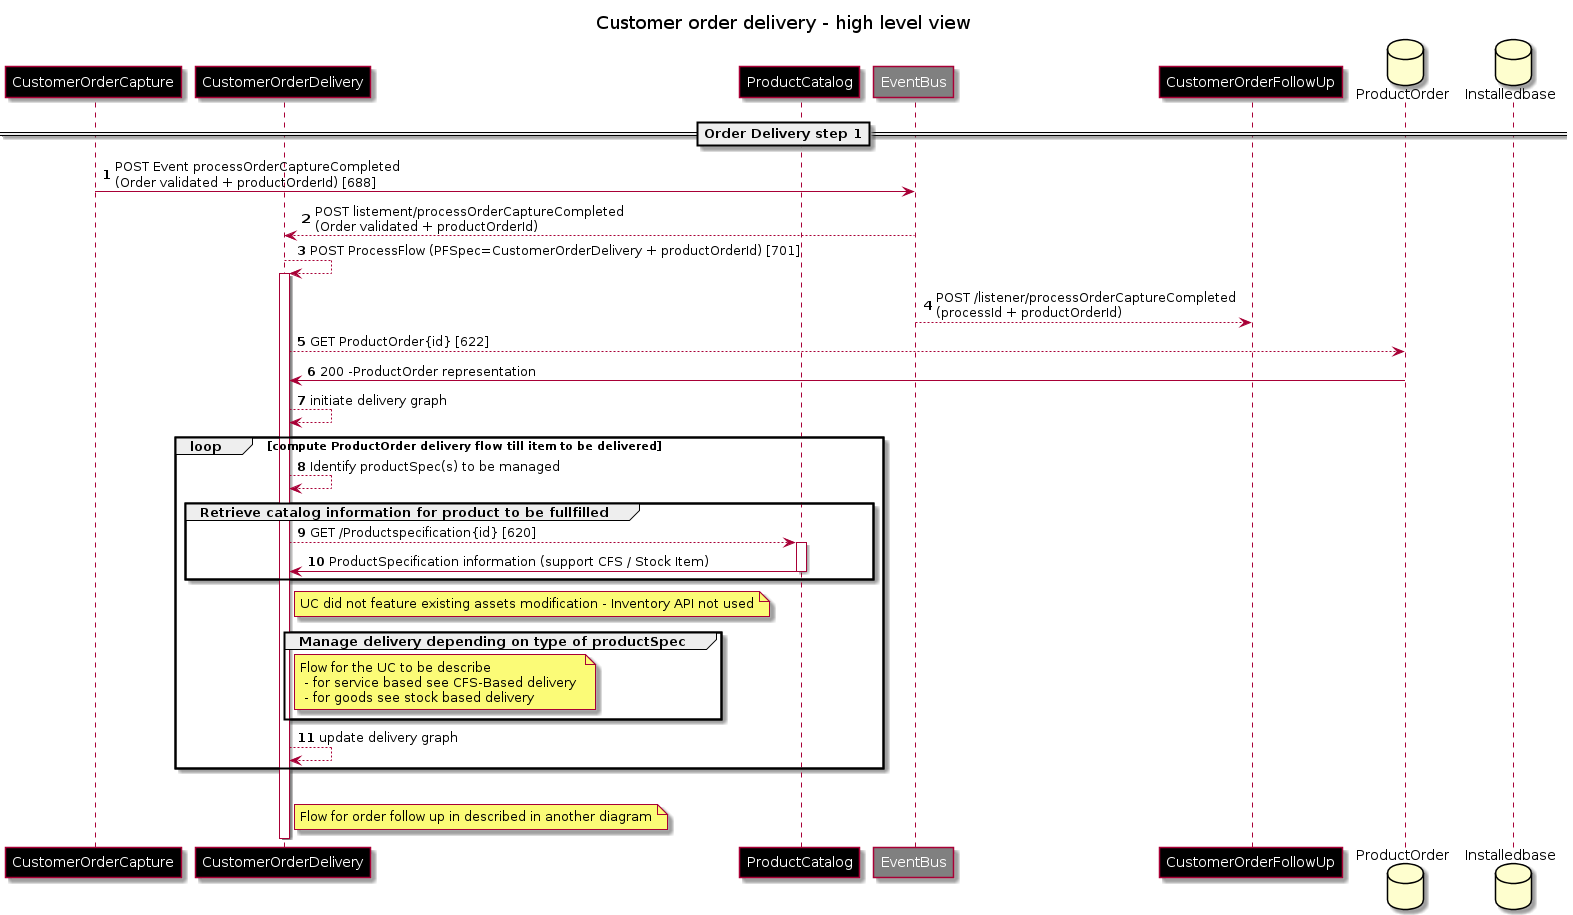 Customer order delivery - high level view
CustomerOrderCapture
CustomerOrderDelivery
ProductCatalog
EventBus
CustomerOrderFollowUp
ProductOrder
Installedbase
Order Delivery step 1
1 POST Event processOrderCaptureCompleted
(Order validated + productOrderId) [688]
2 POST listement/processOrderCaptureCompleted
(Order validated + productOrderId)
3 POST ProcessFlow (PFSpec=CustomerOrderDelivery + productOrderId) [701]
4 POST /listener/processOrderCaptureCompleted
(processId + productOrderId)
5 GET ProductOrder{id} [622]
6 200 -ProductOrder representation
7 initiate delivery graph
loop [compute ProductOrder delivery flow till item to be delivered]
8 Identify productSpec(s) to be managed
Retrieve catalog information for product to be fullfilled
9 GET /Productspecification{id} [620]
10 ProductSpecification information (support CFS / Stock Item)
UC did not feature existing assets modification - Inventory API not used
Manage delivery depending on type of productSpec
Flow for the UC to be describe
- for service based see CFS-Based delivery
- for goods see stock based delivery
11 update delivery graph
Flow for order follow up in described in another diagram
CustomerOrderCapture
CustomerOrderDelivery
ProductCatalog
EventBus
CustomerOrderFollowUp
ProductOrder
Installedbase